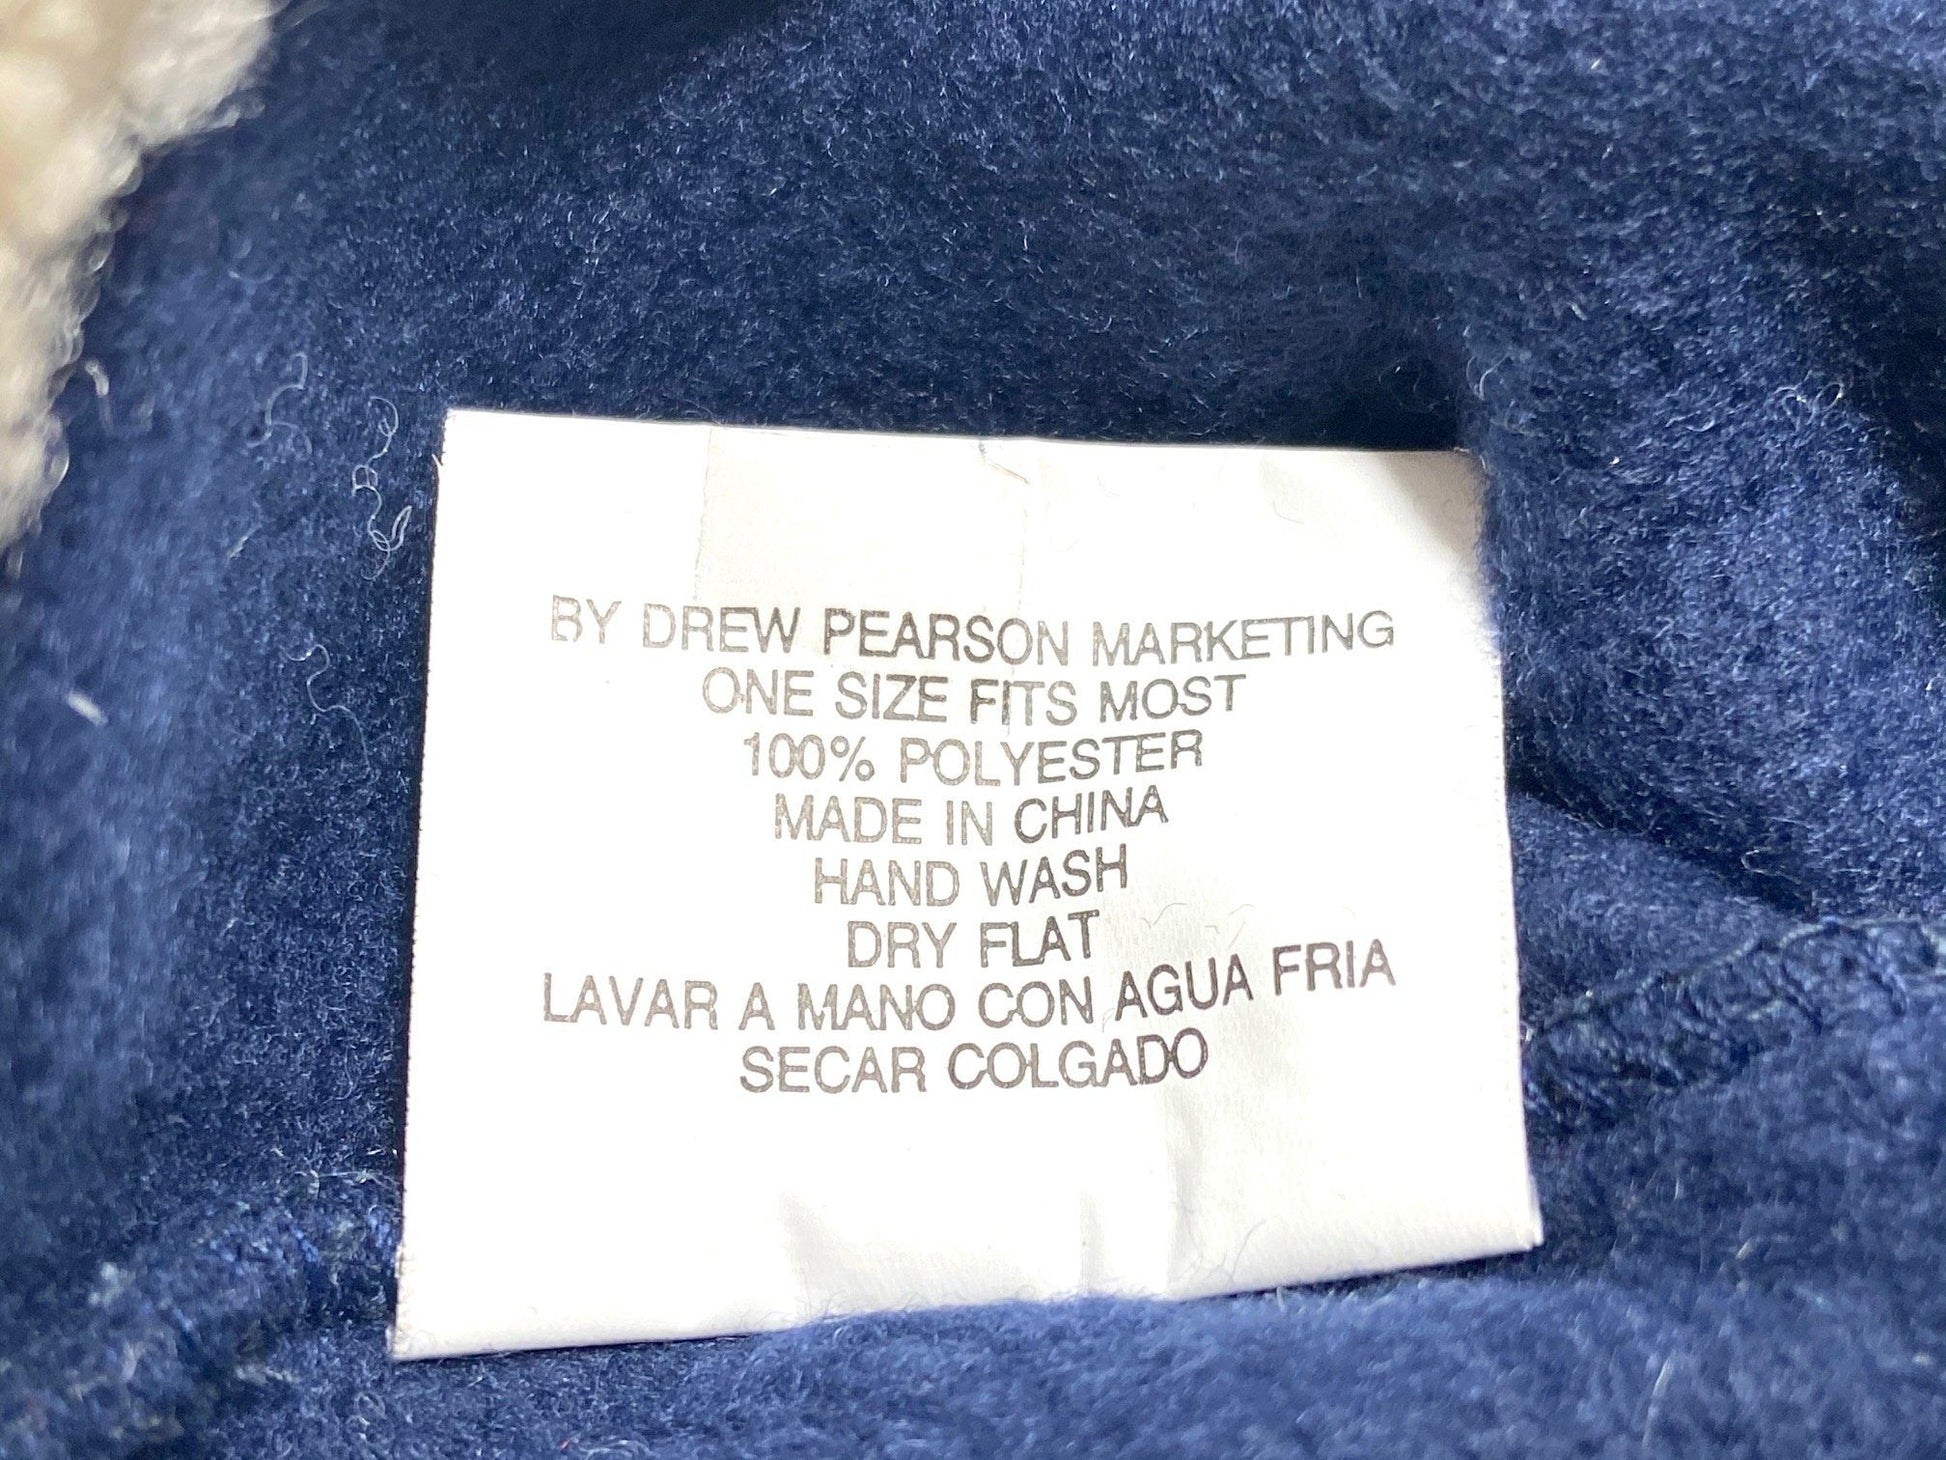 BY DREW PEARSON MARKETING
ONE SIZE FITS MOST
100% POLYESTER
MADE IN CHINA
HAND WASH
DRY FLAT
LAVAR A MANO CON AGUA FRIA
SECAR COLGADO